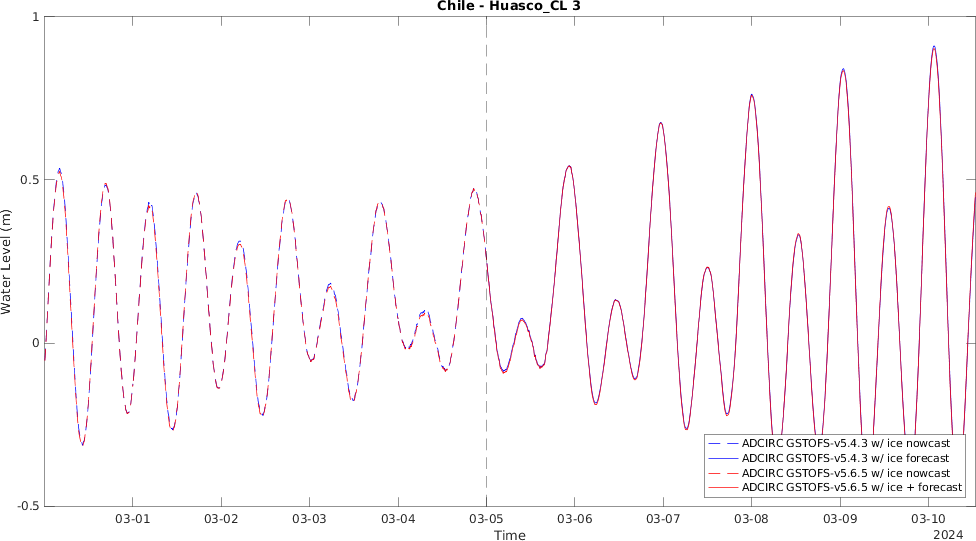 Chile - Huasco_CL 3
Water Level (m)
1
0.5
0
-0.5
ADCIRC GSTOFS-v5.4.3 w/ ice nowcast
ADCIRC GSTOFS-v5.4.3 w/ ice forecast
ADCIRC GSTOFS-v5.6.5 w/ ice nowcast
ADCIRC GSTOFS-v5.6.5 w/ ice + forecast
03-01 03-02 03-03 03-04 03-05 03-06 03-07 03-08 03-09 03-10
Time
2024